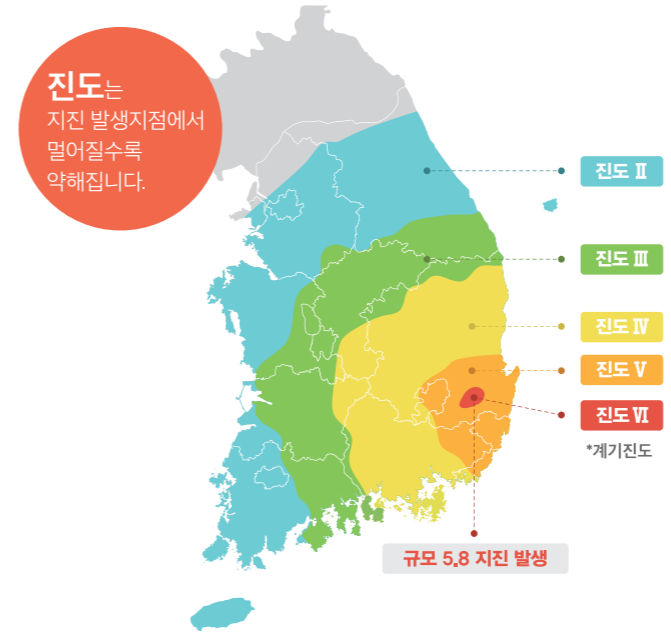 진도는
지진 발생지점에서
멀어질수록
약해집니다.
진도 Ⅱ
진도 Ⅲ
진도 Ⅳ
진도 Ⅴ
진도 Ⅵ
*계기진도
규모 5.8 지진 발생